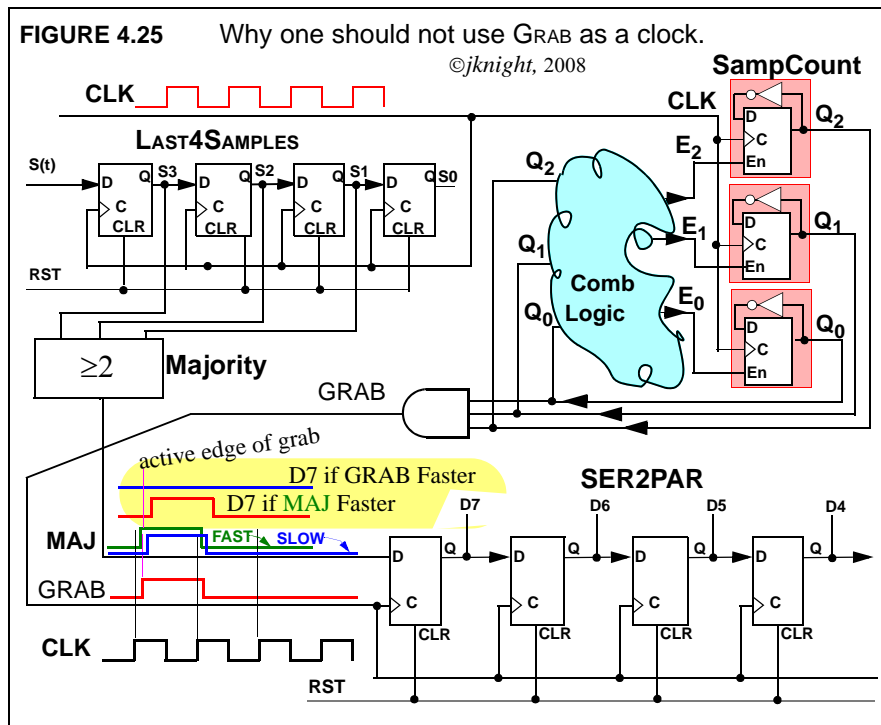 FIGURE 4.25 Why one should not use GRAB as a clock.
©jknight, 2008
SampCount
CLK
CLK
LAST4SAMPLES
S(t)
D Q S3 D Q S2 D Q S1 D Q S0
C C C C
CLR CLR CLR CLR
RST
Q2
Q1
Q0
Comb
Logic
E2
E1
E0
D
C
En
Q2
D
C
En
Q1
D
C
En
Q0
≥2 Majority
GRAB
active edge of grab
D7 if GRAB Faster
D7 if MAJ Faster
SER2PAR
MAJ FAST SLOW
GRAB
CLK
D7 D6 D5 D4
D Q D Q D Q D Q
C C C C
CLR CLR CLR CLR
RST